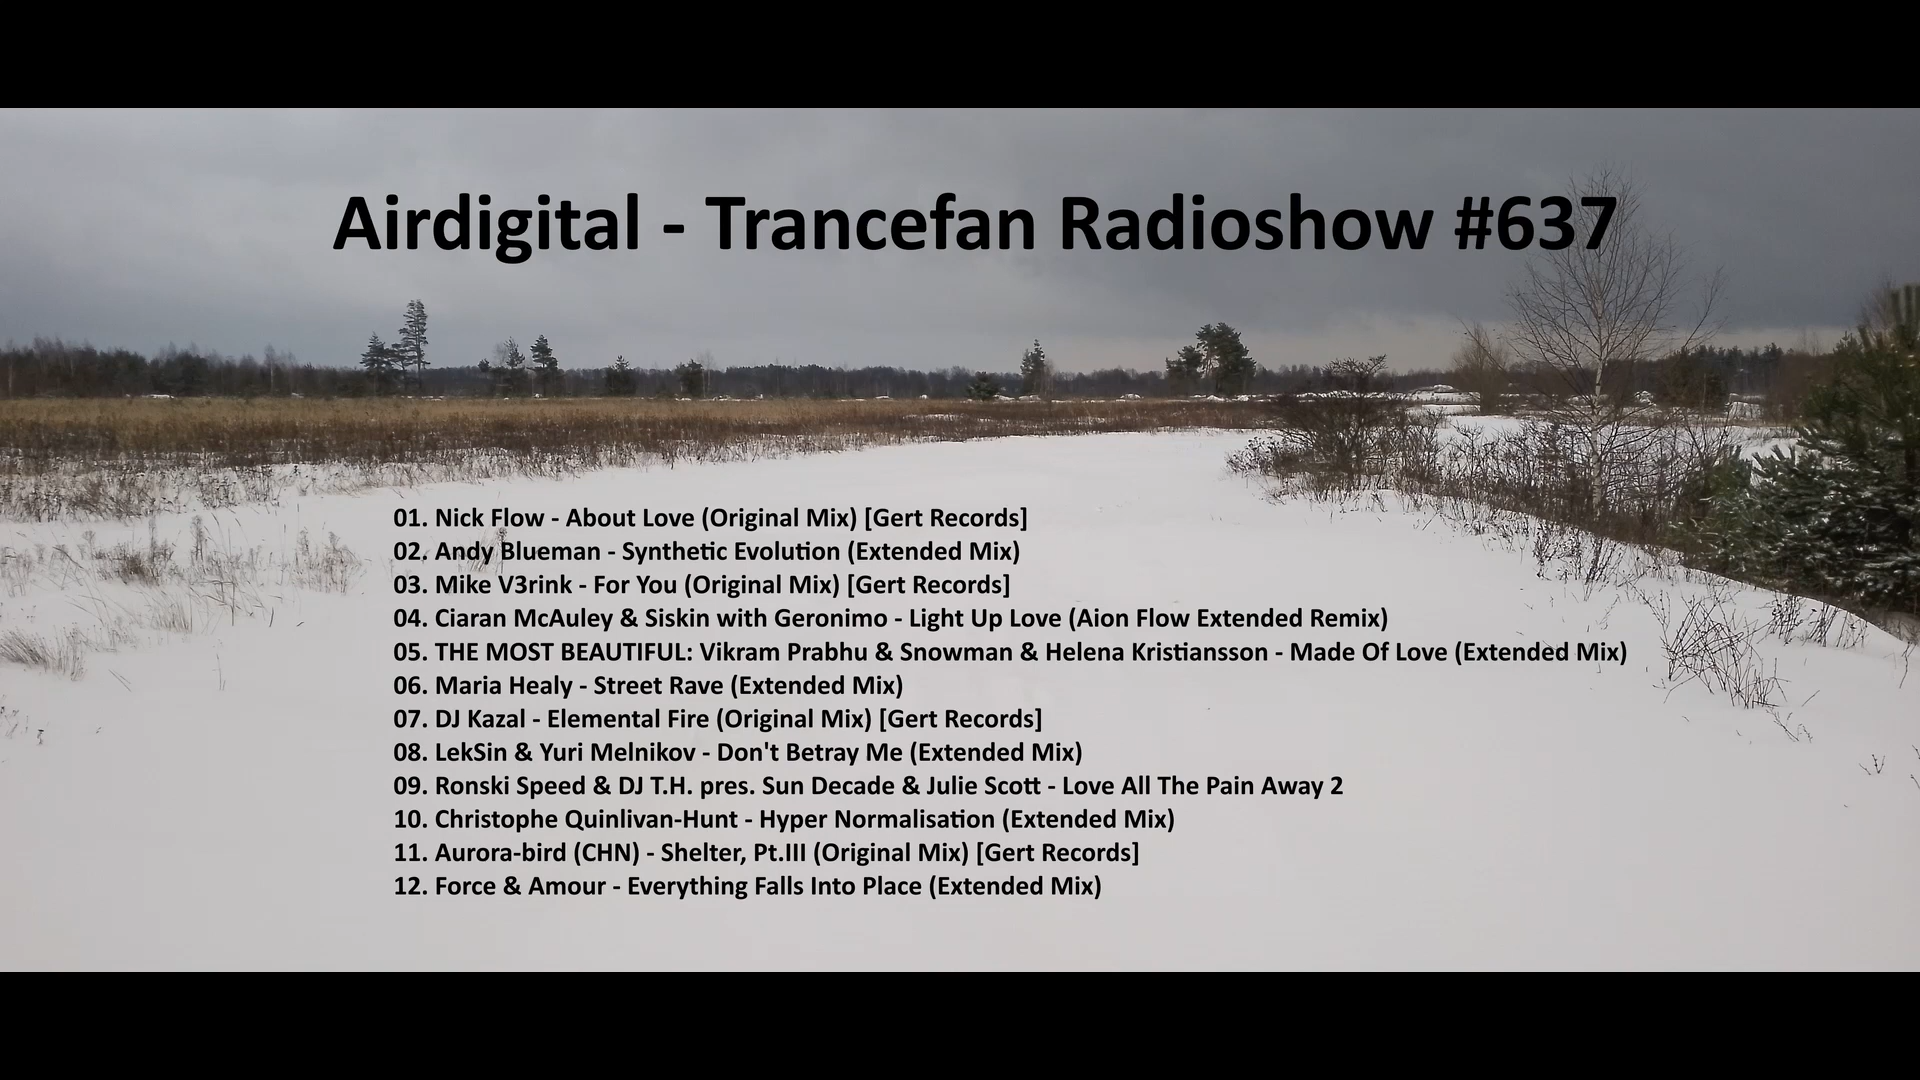 Airdigital - Trancefan Radioshow #637
01. Nick Flow - About Love (Original Mix) [Gert Records]
02. Andy Blueman - Synthetic Evolution (Extended Mix)
03. Mike V3rink - For You (Original Mix) [Gert Records]
04. Ciaran McAuley & Siskin with Geronimo - Light Up Love (Aion Flow Extended Remix)
05. THE MOST BEAUTIFUL: Vikram Prabhu & Snowman & Helena Kristiansson - Made Of Love (Extended Mix)
06. Maria Healy - Street Rave (Extended Mix)
07. DJ Kazal - Elemental Fire (Original Mix) [Gert Records]
08. LekSin & Yuri Melnikov - Don't Betray Me (Extended Mix)
09. Ronski Speed & DJ T.H. pres. Sun Decade & Julie Scott - Love All The Pain Away 2
10. Christophe Quinlivan-Hunt - Hyper Normalisation (Extended Mix)
11. Aurora-bird (CHN) - Shelter, Pt.III (Original Mix) [Gert Records]
12. Force & Amour - Everything Falls Into Place (Extended Mix)